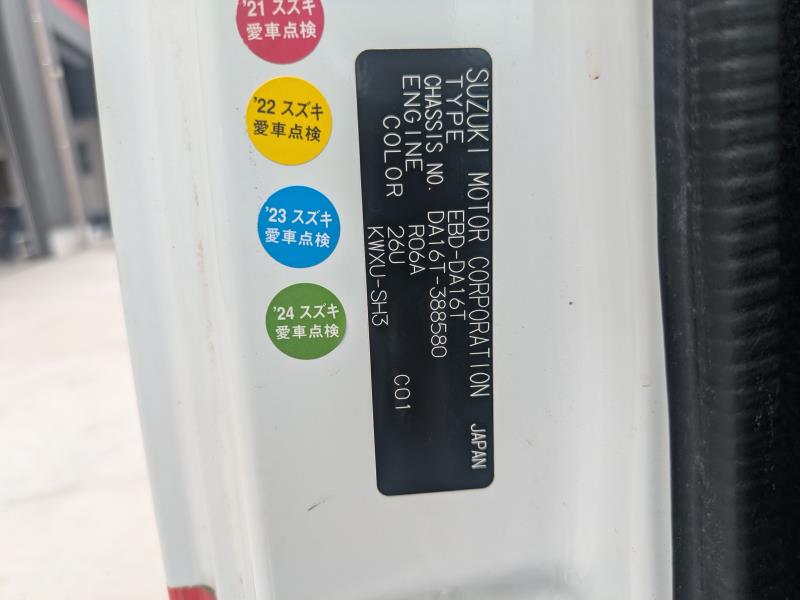 '21 スズキ
愛車点検
'22 スズキ
愛車点検
'23 スズキ
愛車点検
'24 スズキ
愛車点検
SUZUKI MOTOR CORPORATION JAPAN
TYPE EBD-DA16T
CHASSIS NO. DA16T-388580
ENGINE R06A
COLOR 26U C01
KWXU-SH3